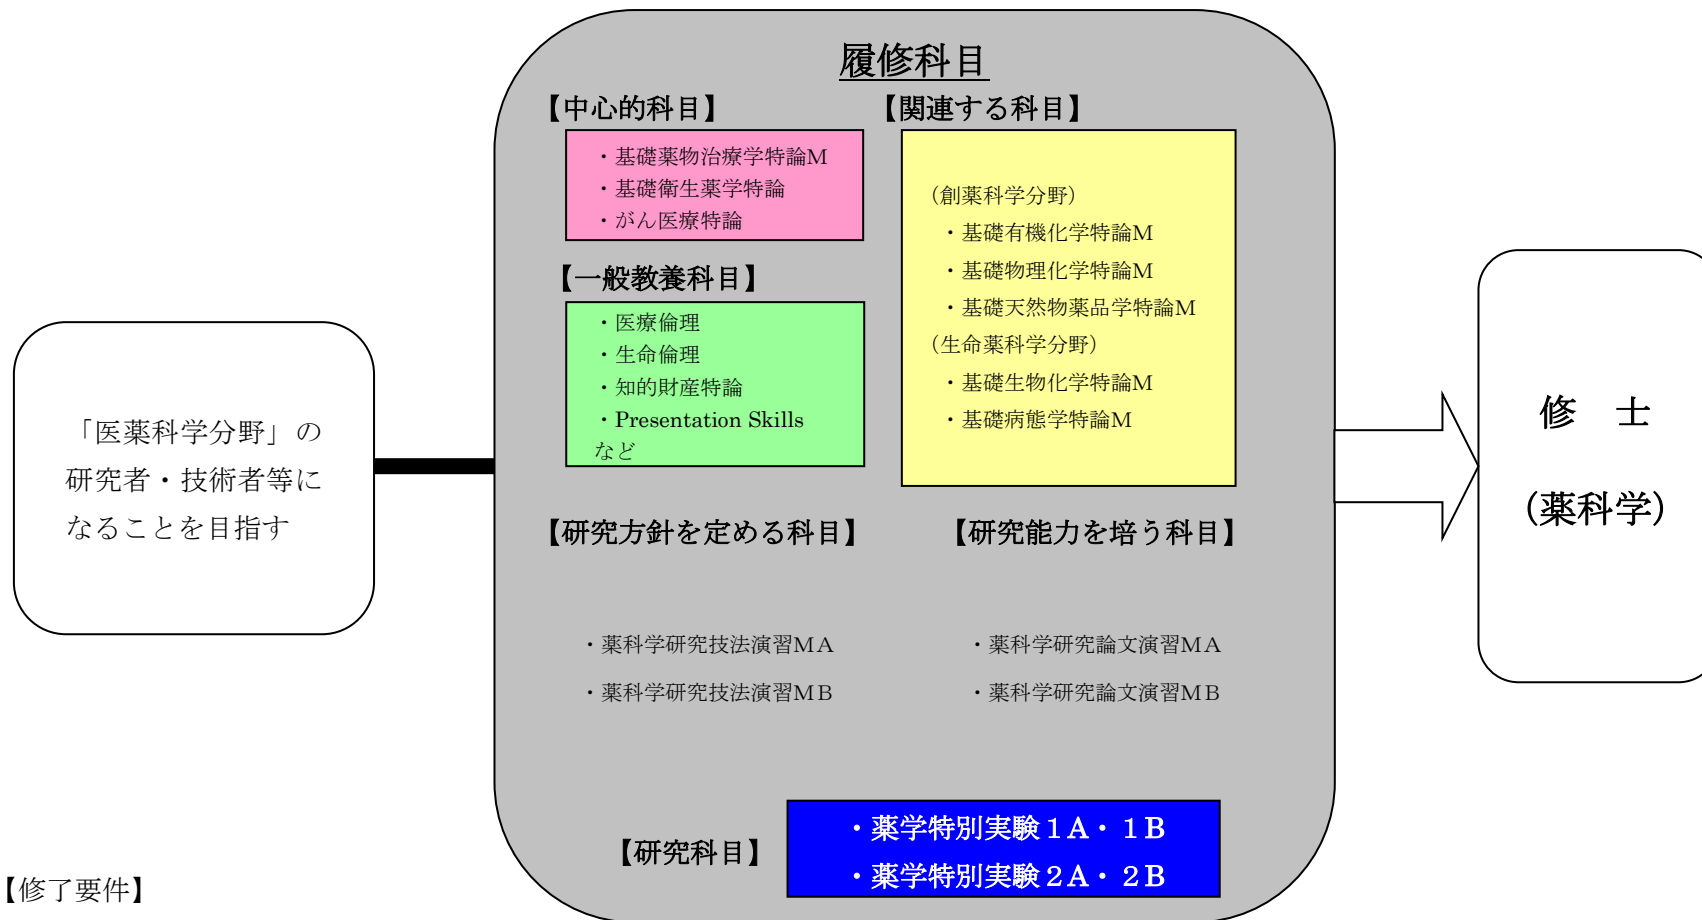 履修科目
【中心的科目】
・基礎薬物治療学特論M
・基礎衛生薬学特論
・がん医療特論
【関連する科目】
(創薬科学分野)
・基礎有機化学特論M
・基礎物理化学特論M
・基礎天然物薬品学特論M
(生命薬科学分野)
・基礎生物化学特論M
・基礎病態学特論M
【一般教養科目】
・医療倫理
・生命倫理
・知的財産特論
・Presentation Skills
など
「医薬科学分野」の
研究者・技術者等に
なることを目指す
修　士
(薬科学)
【研究方針を定める科目】
・薬科学研究技法演習MA
・薬科学研究技法演習MB
【研究能力を培う科目】
・薬科学研究論文演習MA
・薬科学研究論文演習MB
【研究科目】
・薬学特別実験１A・１B
・薬学特別実験２A・２B
【修了要件】